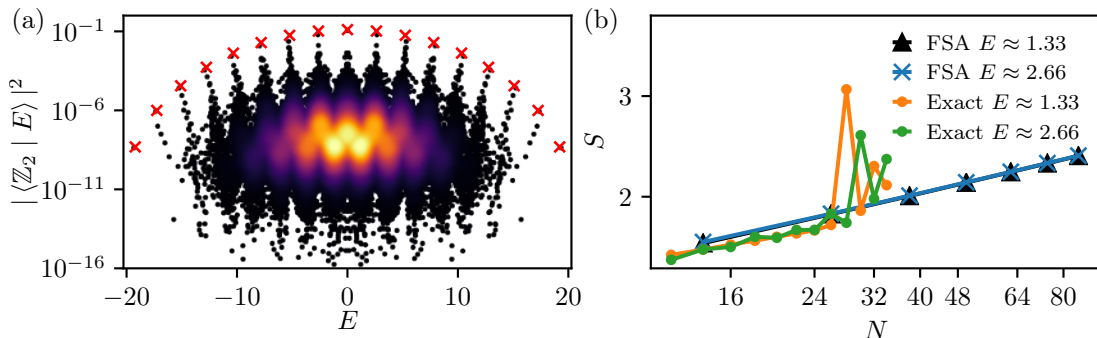 (a)
10⁻¹
10⁻⁶
10⁻¹¹
10⁻¹⁶
|⟨ℤ₂ | E⟩|²
−20 −10 0 10 20
E
(b)
3
2
S
FSA E ≈ 1.33
FSA E ≈ 2.66
Exact E ≈ 1.33
Exact E ≈ 2.66
16 24 32 40 48 64 80
N